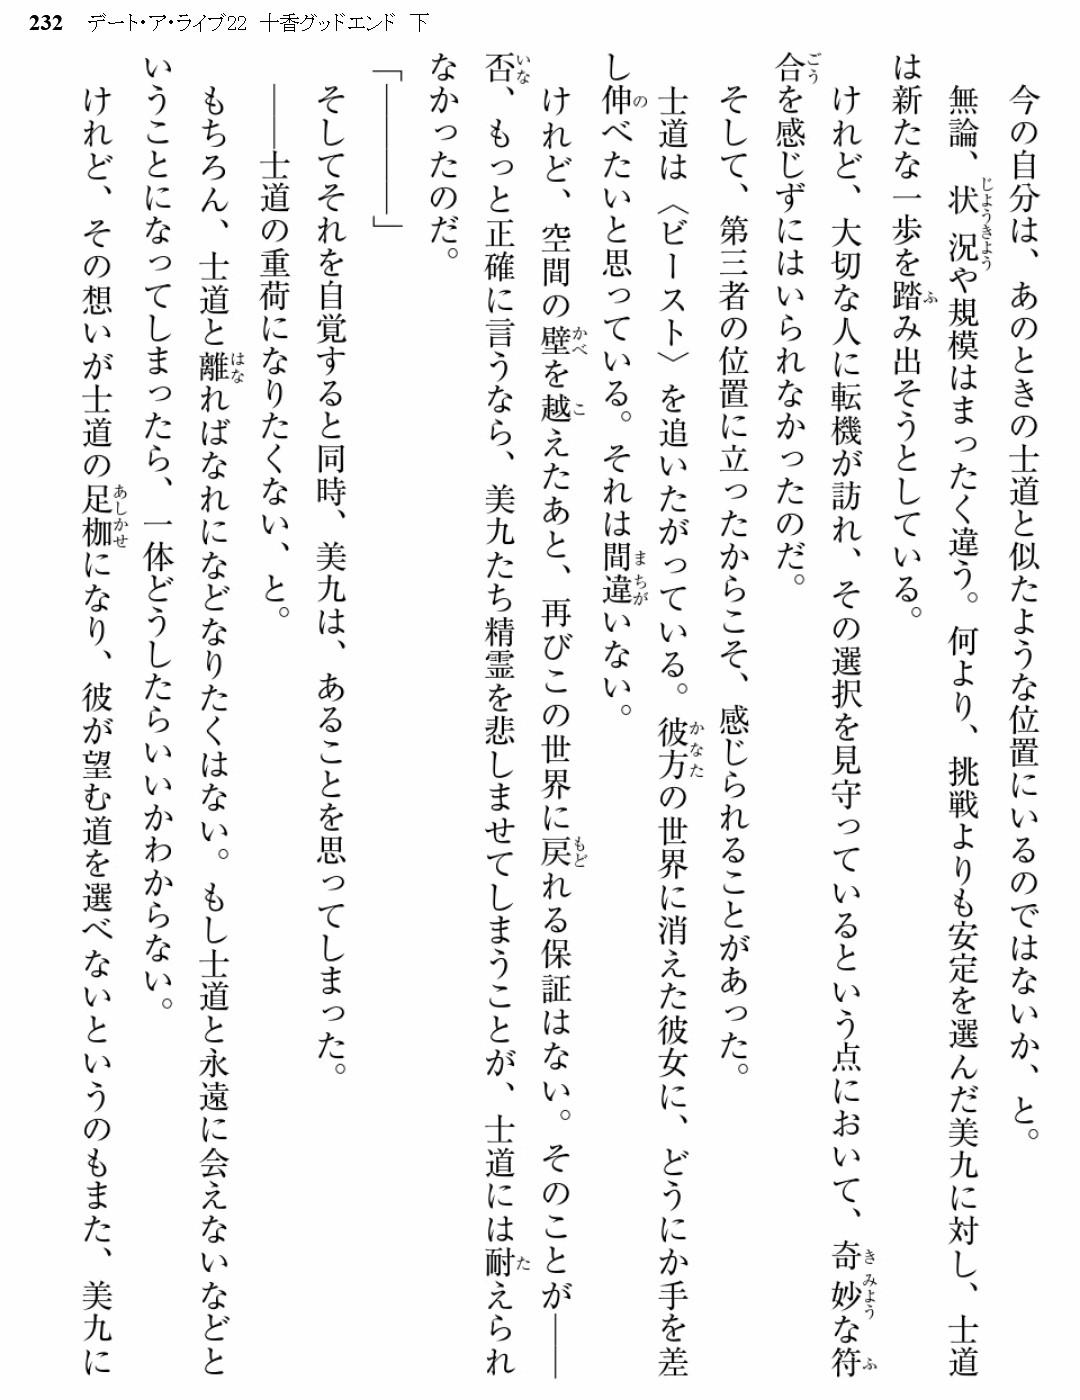 232 デート・ア・ライブ22 十香グッドエンド 下
今の自分は、あのときの士道と似たような位置にいるのではないか、と。
無論、状況や規模はまったく違う。何より、挑戦よりも安定を選んだ美九に対し、士道
は新たな一歩を踏み出そうとしている。
けれど、大切な人に転機が訪れ、その選択を見守っているという点において、奇妙な符
合を感じずにはいられなかったのだ。
そして、第三者の位置に立ったからこそ、感じられることがあった。
士道は〈ビースト〉を追いたがっている。彼方の世界に消えた彼女に、どうにか手を差
し伸べたいと思っている。それは間違いない。
けれど、空間の壁を越えたあと、再びこの世界に戻れる保証はない。そのことが――
否、もっと正確に言うなら、美九たち精霊を悲しませてしまうことが、士道には耐えられ
なかったのだ。
「――――」
そしてそれを自覚すると同時、美九は、あることを思ってしまった。
――士道の重荷になりたくない、と。
もちろん、士道と離ればなれになどなりたくはない。もし士道と永遠に会えないなどと
いうことになってしまったら、一体どうしたらいいかわからない。
けれど、その想いが士道の足枷になり、彼が望む道を選べないというのもまた、美九に